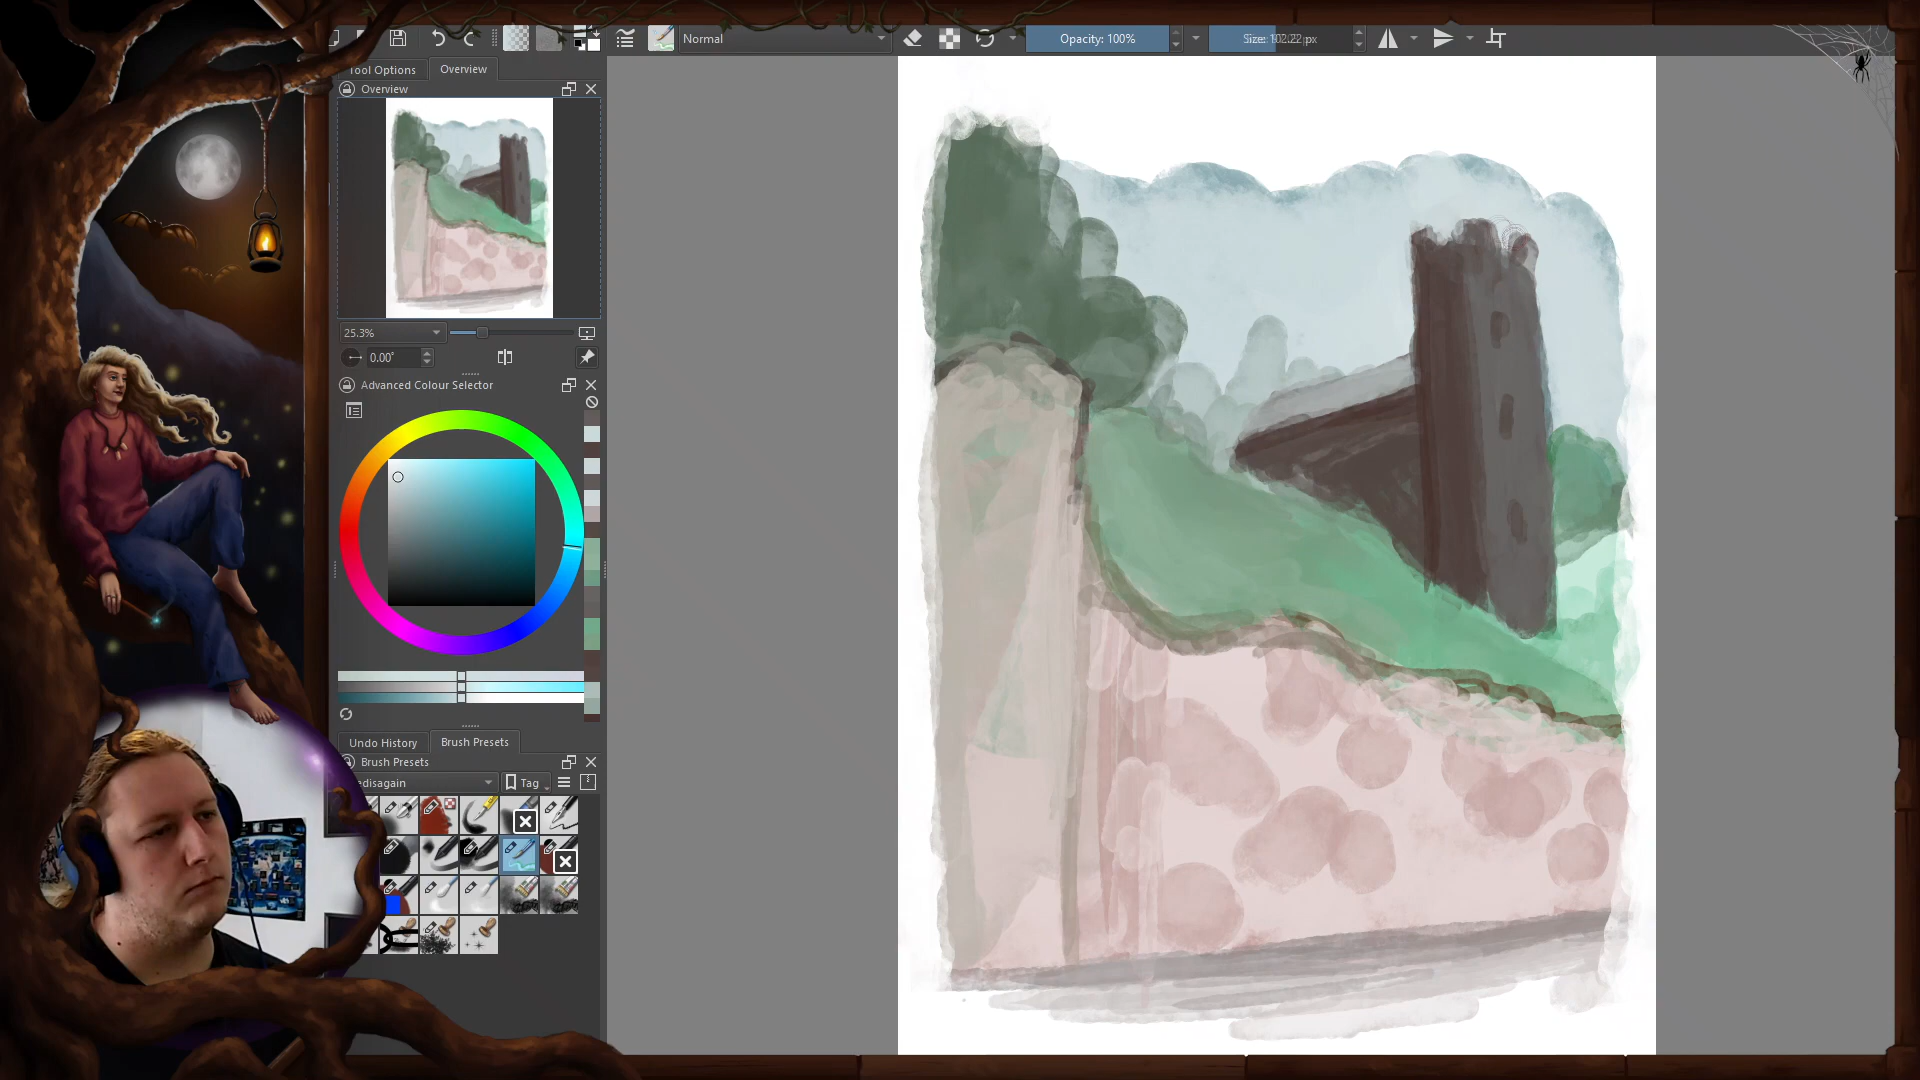 Normal
Opacity: 100%
Tool Options
Overview
Overview
25.3%
0.00°
Advanced Colour Selector
Undo History
Brush Presets
Brush Presets
edisagain
Tag